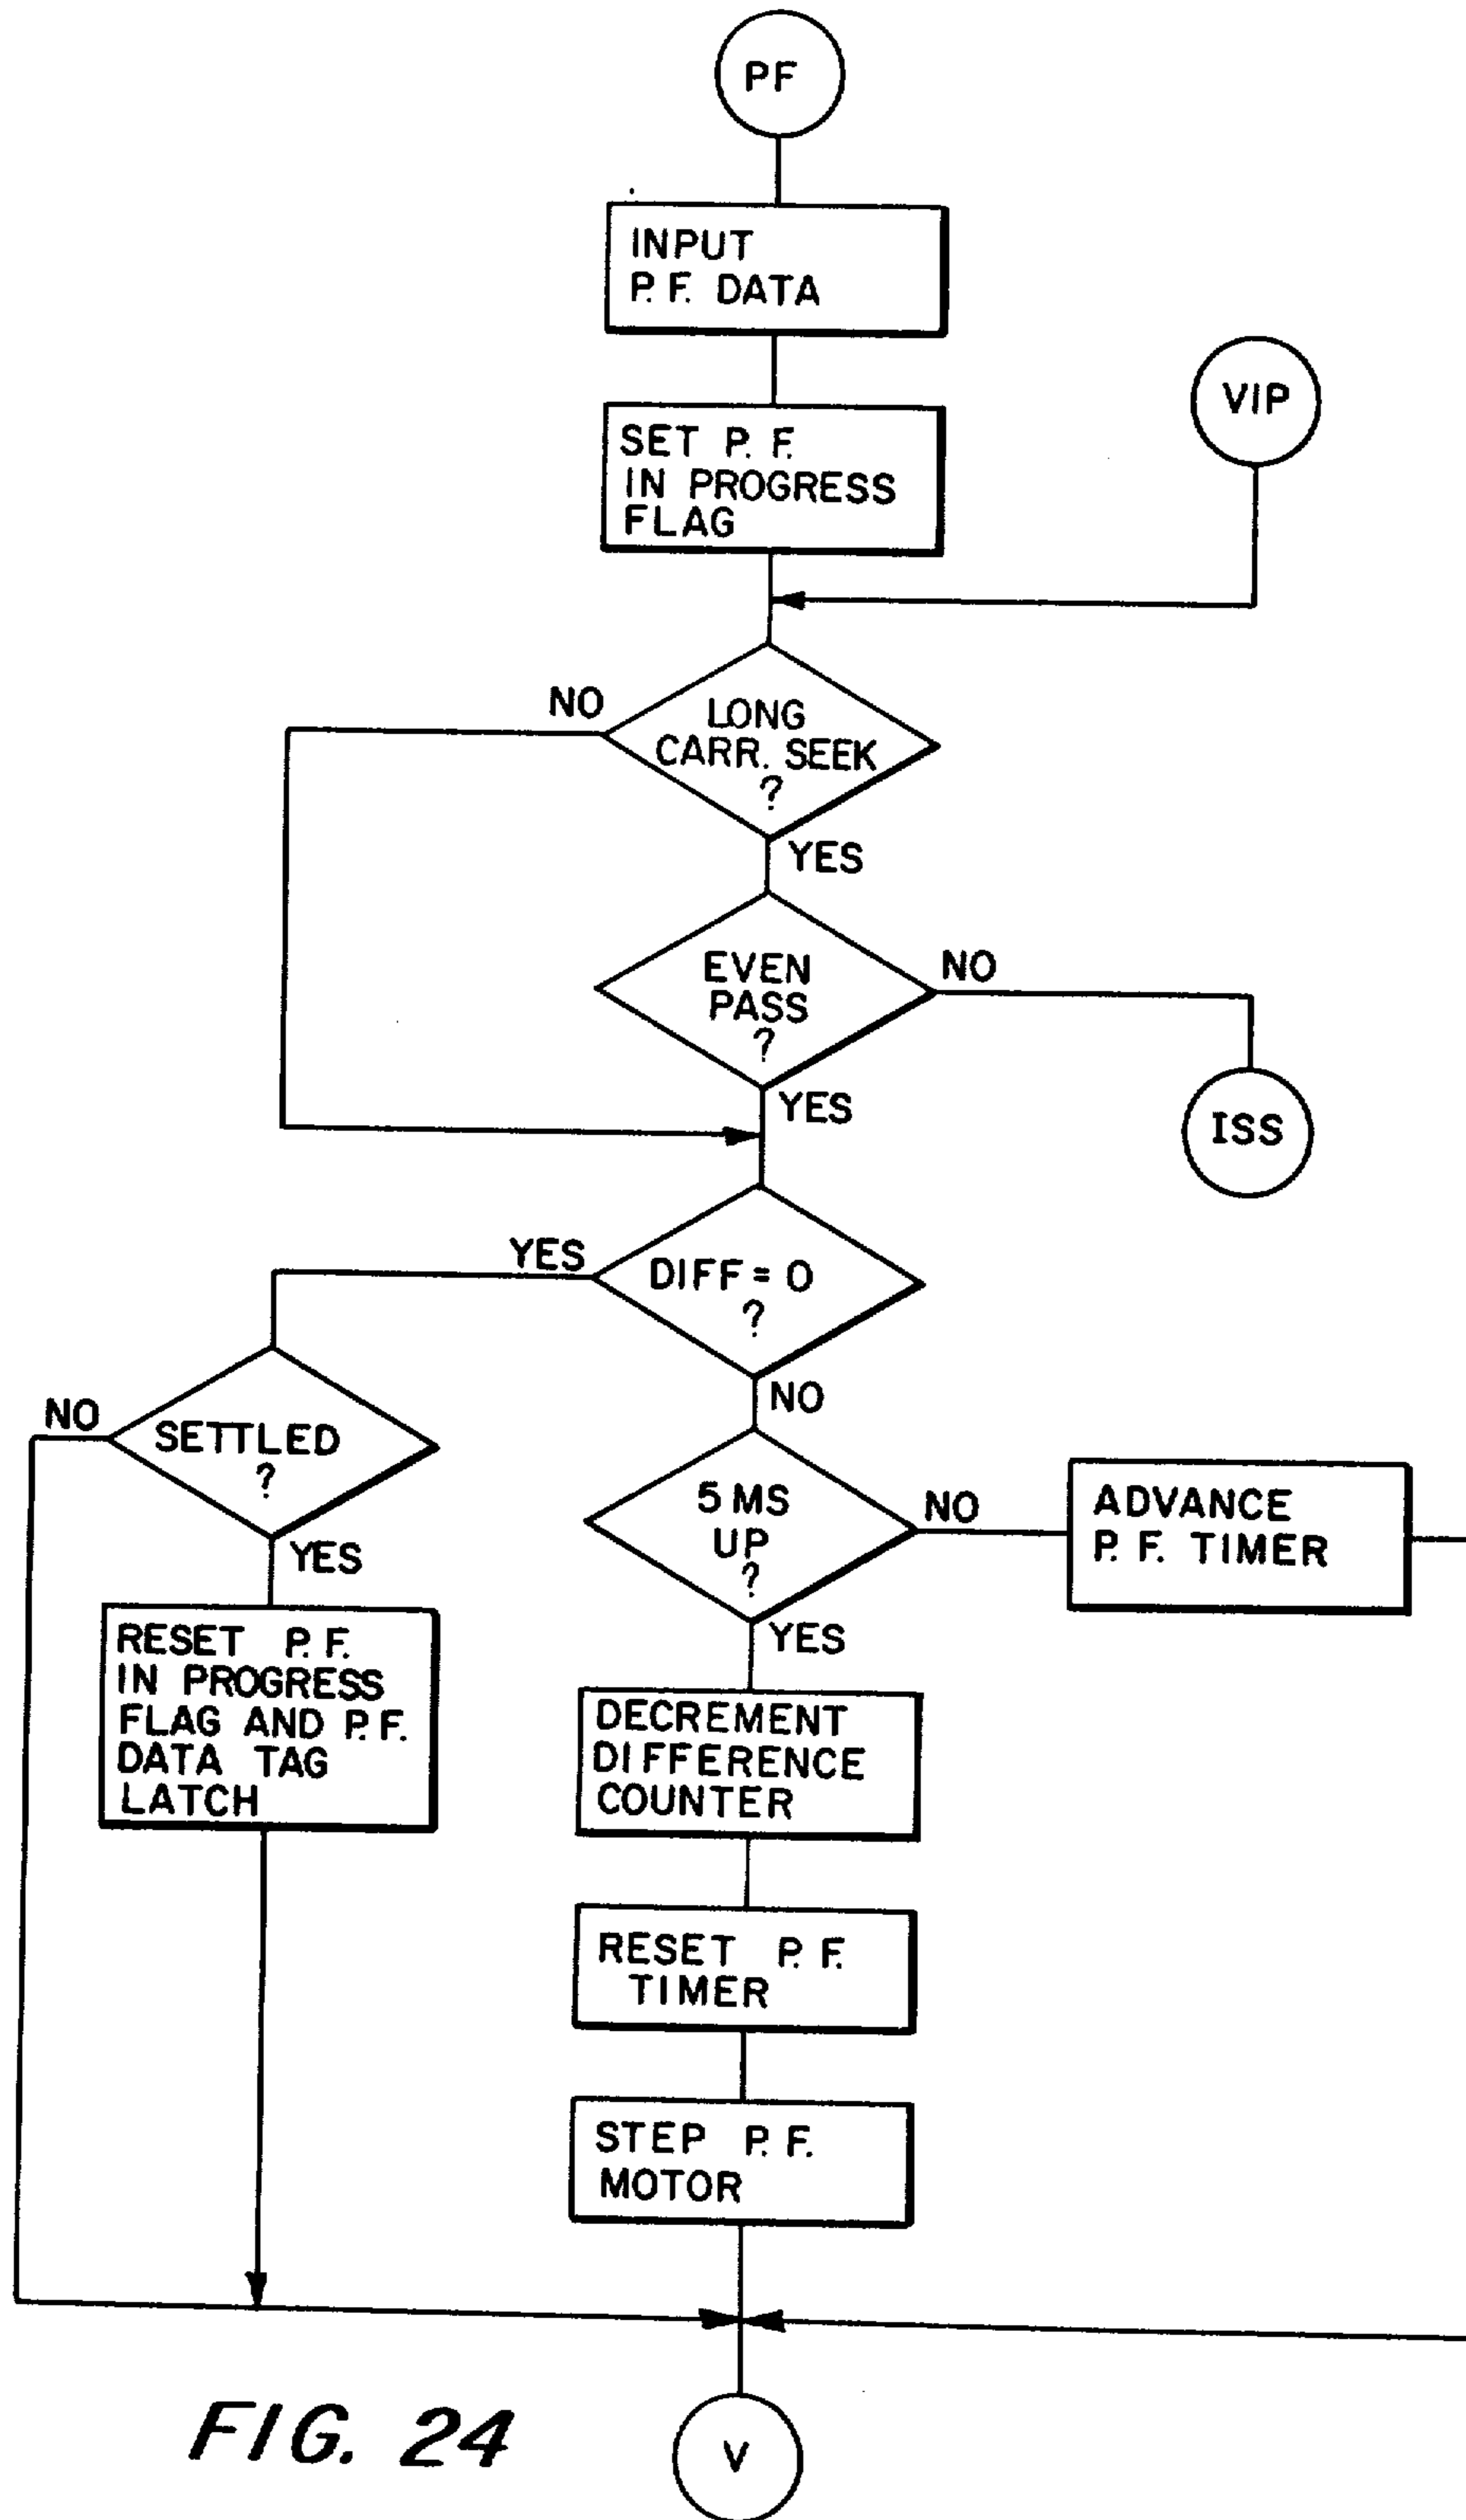 PF
INPUT
P.F. DATA
SET P.F.
IN PROGRESS
FLAG
VIP
NO
LONG
CARR. SEEK
?
YES
EVEN
PASS
?
NO
YES
ISS
YES
DIFF = 0
?
NO
NO
SETTLED
?
YES
5 MS
UP
?
NO
ADVANCE
P.F. TIMER
YES
RESET P.F.
IN PROGRESS
FLAG AND P.F.
DATA TAG
LATCH
DECREMENT
DIFFERENCE
COUNTER
RESET P.F.
TIMER
STEP P.F.
MOTOR
FIG. 24
V